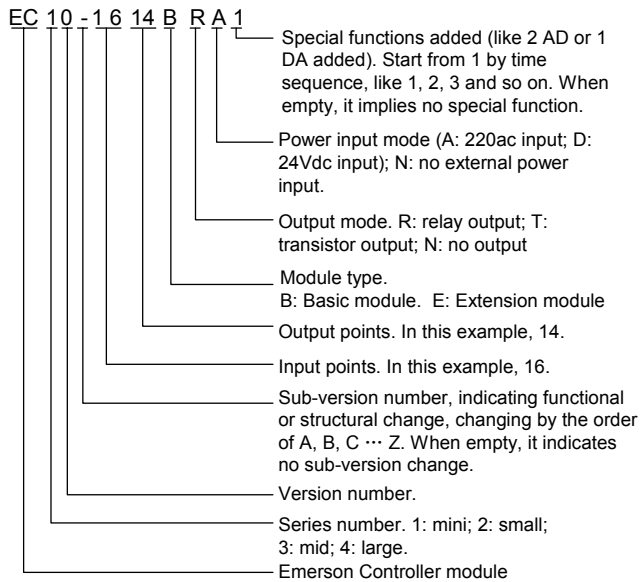 EC 1 0 - 1 6 14 B R A 1
Special functions added (like 2 AD or 1
DA added). Start from 1 by time
sequence, like 1, 2, 3 and so on. When
empty, it implies no special function.
Power input mode (A: 220ac input; D:
24Vdc input); N: no external power
input.
Output mode. R: relay output; T:
transistor output; N: no output
Module type.
B: Basic module. E: Extension module
Output points. In this example, 14.
Input points. In this example, 16.
Sub-version number, indicating functional
or structural change, changing by the order
of A, B, C ··· Z. When empty, it indicates
no sub-version change.
Version number.
Series number. 1: mini; 2: small;
3: mid; 4: large.
Emerson Controller module